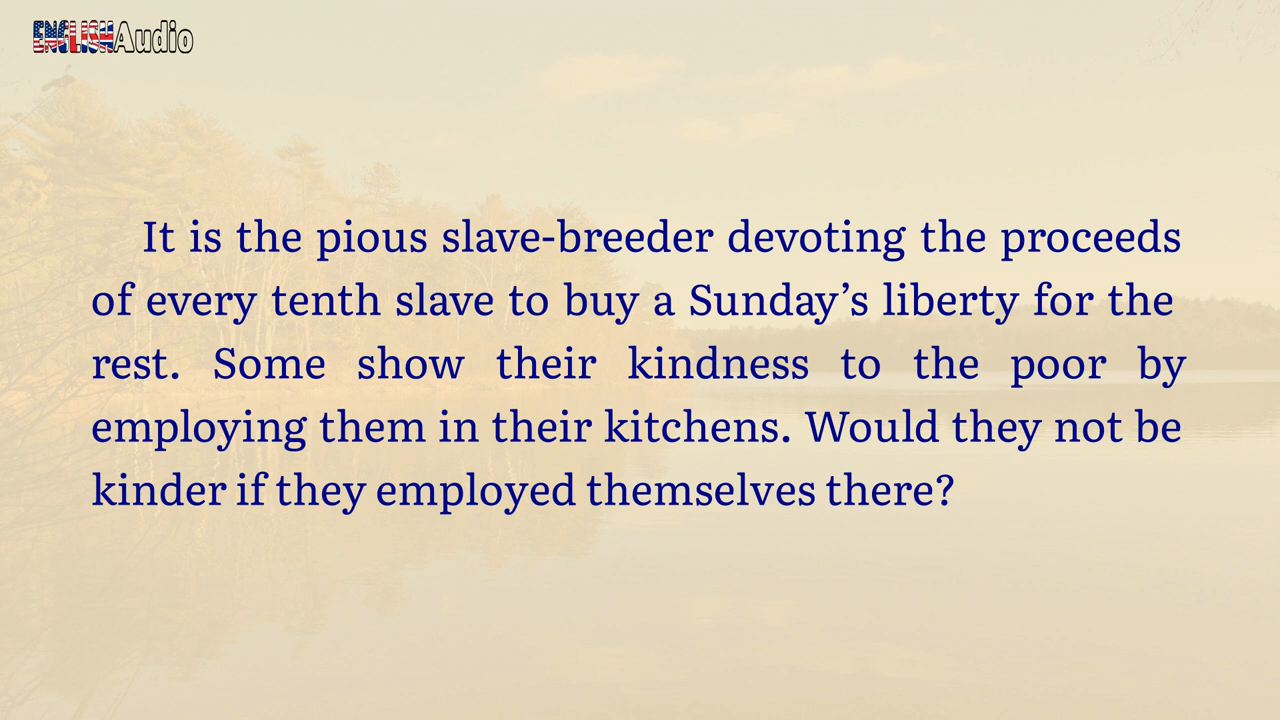 ENGLISHAudio
It is the pious slave-breeder devoting the proceeds
of every tenth slave to buy a Sunday’s liberty for the
rest. Some show their kindness to the poor by
employing them in their kitchens. Would they not be
kinder if they employed themselves there?